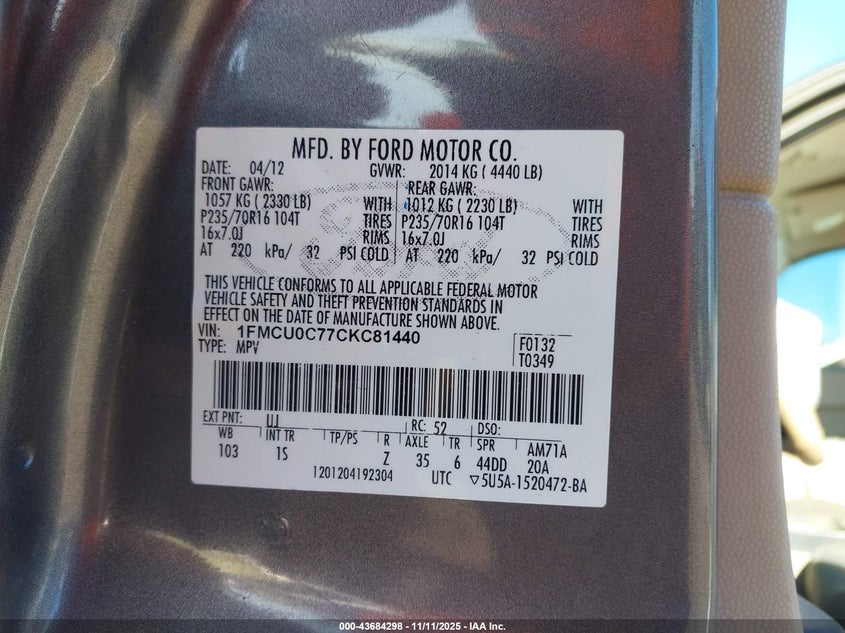 MFD. BY FORD MOTOR CO.
DATE: 04/12 GVWR: 2014 KG ( 4440 LB)
FRONT GAWR: REAR GAWR:
1057 KG ( 2330 LB) WITH 1012 KG ( 2230 LB) WITH
P235/70R16 104T TIRES P235/70R16 104T TIRES
16x7.0J RIMS 16x7.0J RIMS
AT 220 kPa/ 32 PSI COLD AT 220 kPa/ 32 PSI COLD
THIS VEHICLE CONFORMS TO ALL APPLICABLE FEDERAL MOTOR
VEHICLE SAFETY AND THEFT PREVENTION STANDARDS IN
EFFECT ON THE DATE OF MANUFACTURE SHOWN ABOVE.
VIN: 1FMCU0C77CKC81440
TYPE: MPV
F0132
T0349
EXT PNT: UJ RC: 52 DSO:
WB INT TR TP/PS R AXLE TR SPR AM71A
103 1S Z 35 6 44DD 20A
1201204192304 UTC ▽5U5A-1520472-BA
000-43684298 - 11/11/2025 - IAA Inc.